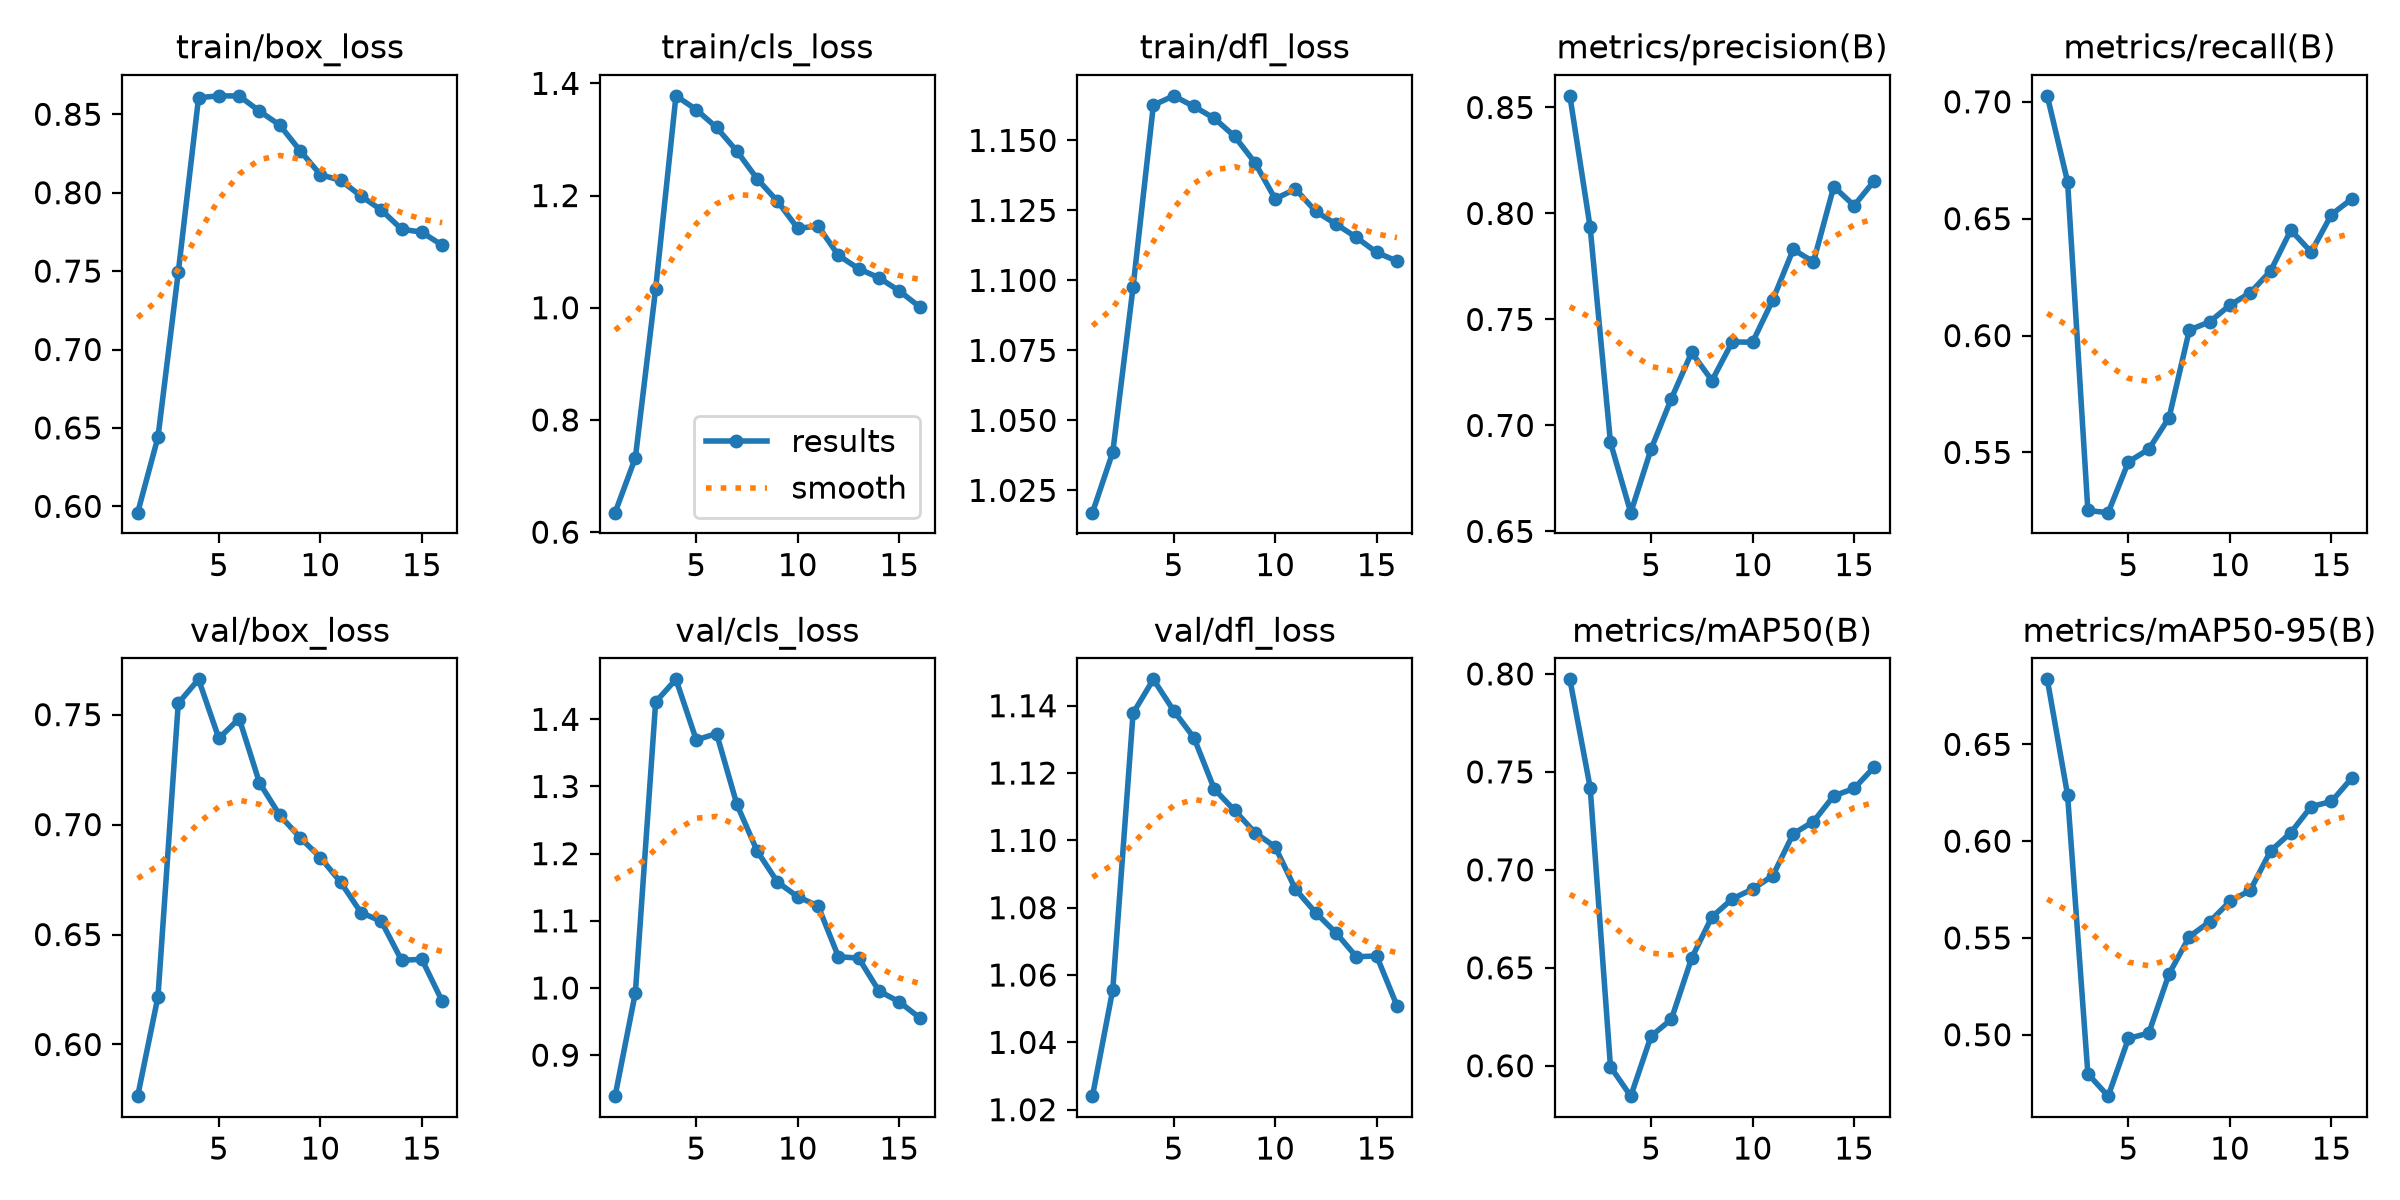 train/box_loss
train/cls_loss
train/dfl_loss
metrics/precision(B)
metrics/recall(B)
0.85
0.80
0.75
0.70
0.65
0.60
5 10 15
1.4
1.2
1.0
0.8
0.6
results
smooth
5 10 15
1.150
1.125
1.100
1.075
1.050
1.025
5 10 15
0.85
0.80
0.75
0.70
0.65
5 10 15
0.70
0.65
0.60
0.55
5 10 15
val/box_loss
val/cls_loss
val/dfl_loss
metrics/mAP50(B)
metrics/mAP50-95(B)
0.75
0.70
0.65
0.60
5 10 15
1.4
1.3
1.2
1.1
1.0
0.9
5 10 15
1.14
1.12
1.10
1.08
1.06
1.04
1.02
5 10 15
0.80
0.75
0.70
0.65
0.60
5 10 15
0.65
0.60
0.55
0.50
5 10 15